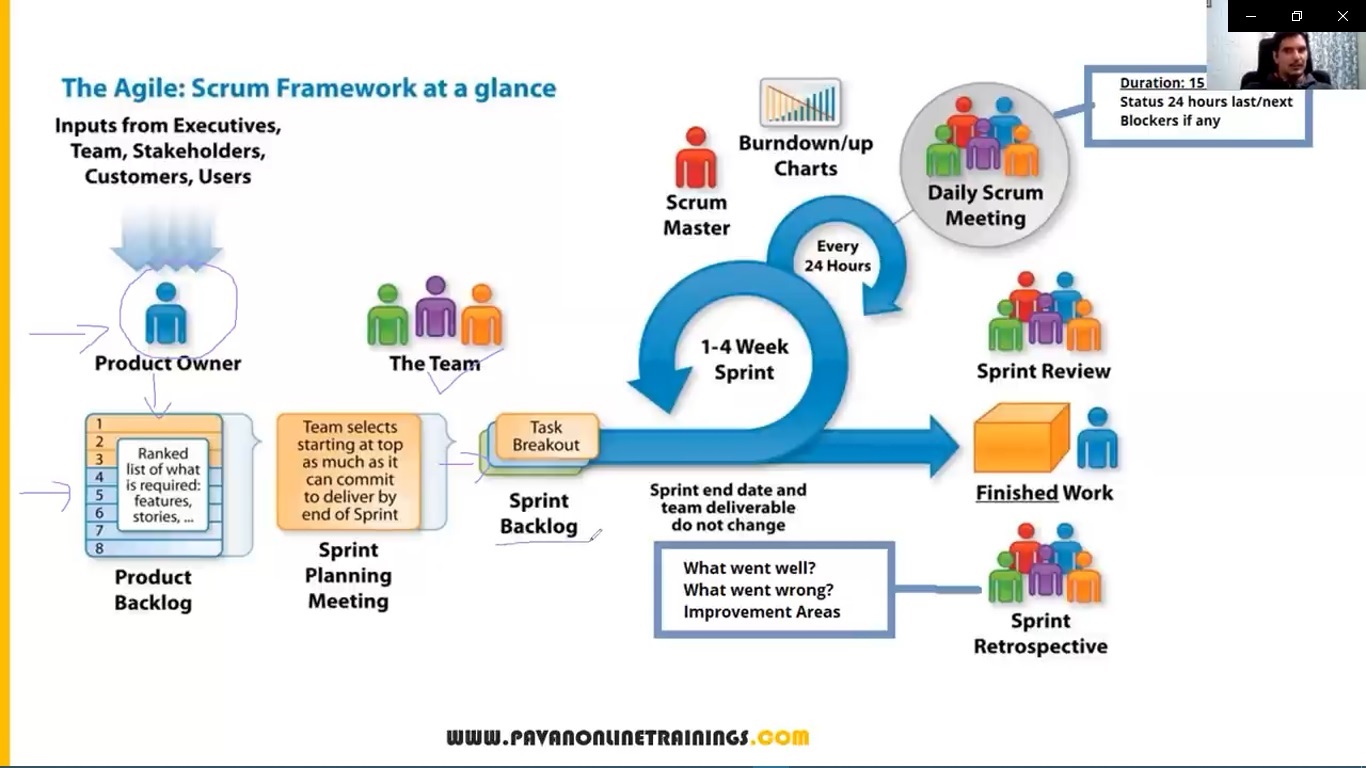 The Agile: Scrum Framework at a glance
Inputs from Executives,
Team, Stakeholders,
Customers, Users
Product Owner
The Team
1
2
3
4
5
6
7
8
Ranked
list of what
is required:
features,
stories, ...
Product
Backlog
Team selects
starting at top
as much as it
can commit
to deliver by
end of Sprint
Sprint
Planning
Meeting
Task
Breakout
Sprint
Backlog
Scrum
Master
Burndown/up
Charts
Every
24 Hours
1-4 Week
Sprint
Sprint end date and
team deliverable
do not change
Daily Scrum
Meeting
Duration: 15
Status 24 hours last/next
Blockers if any
Sprint Review
Finished Work
What went well?
What went wrong?
Improvement Areas
Sprint
Retrospective
WWW.PAVANONLINETRAININGS.COM